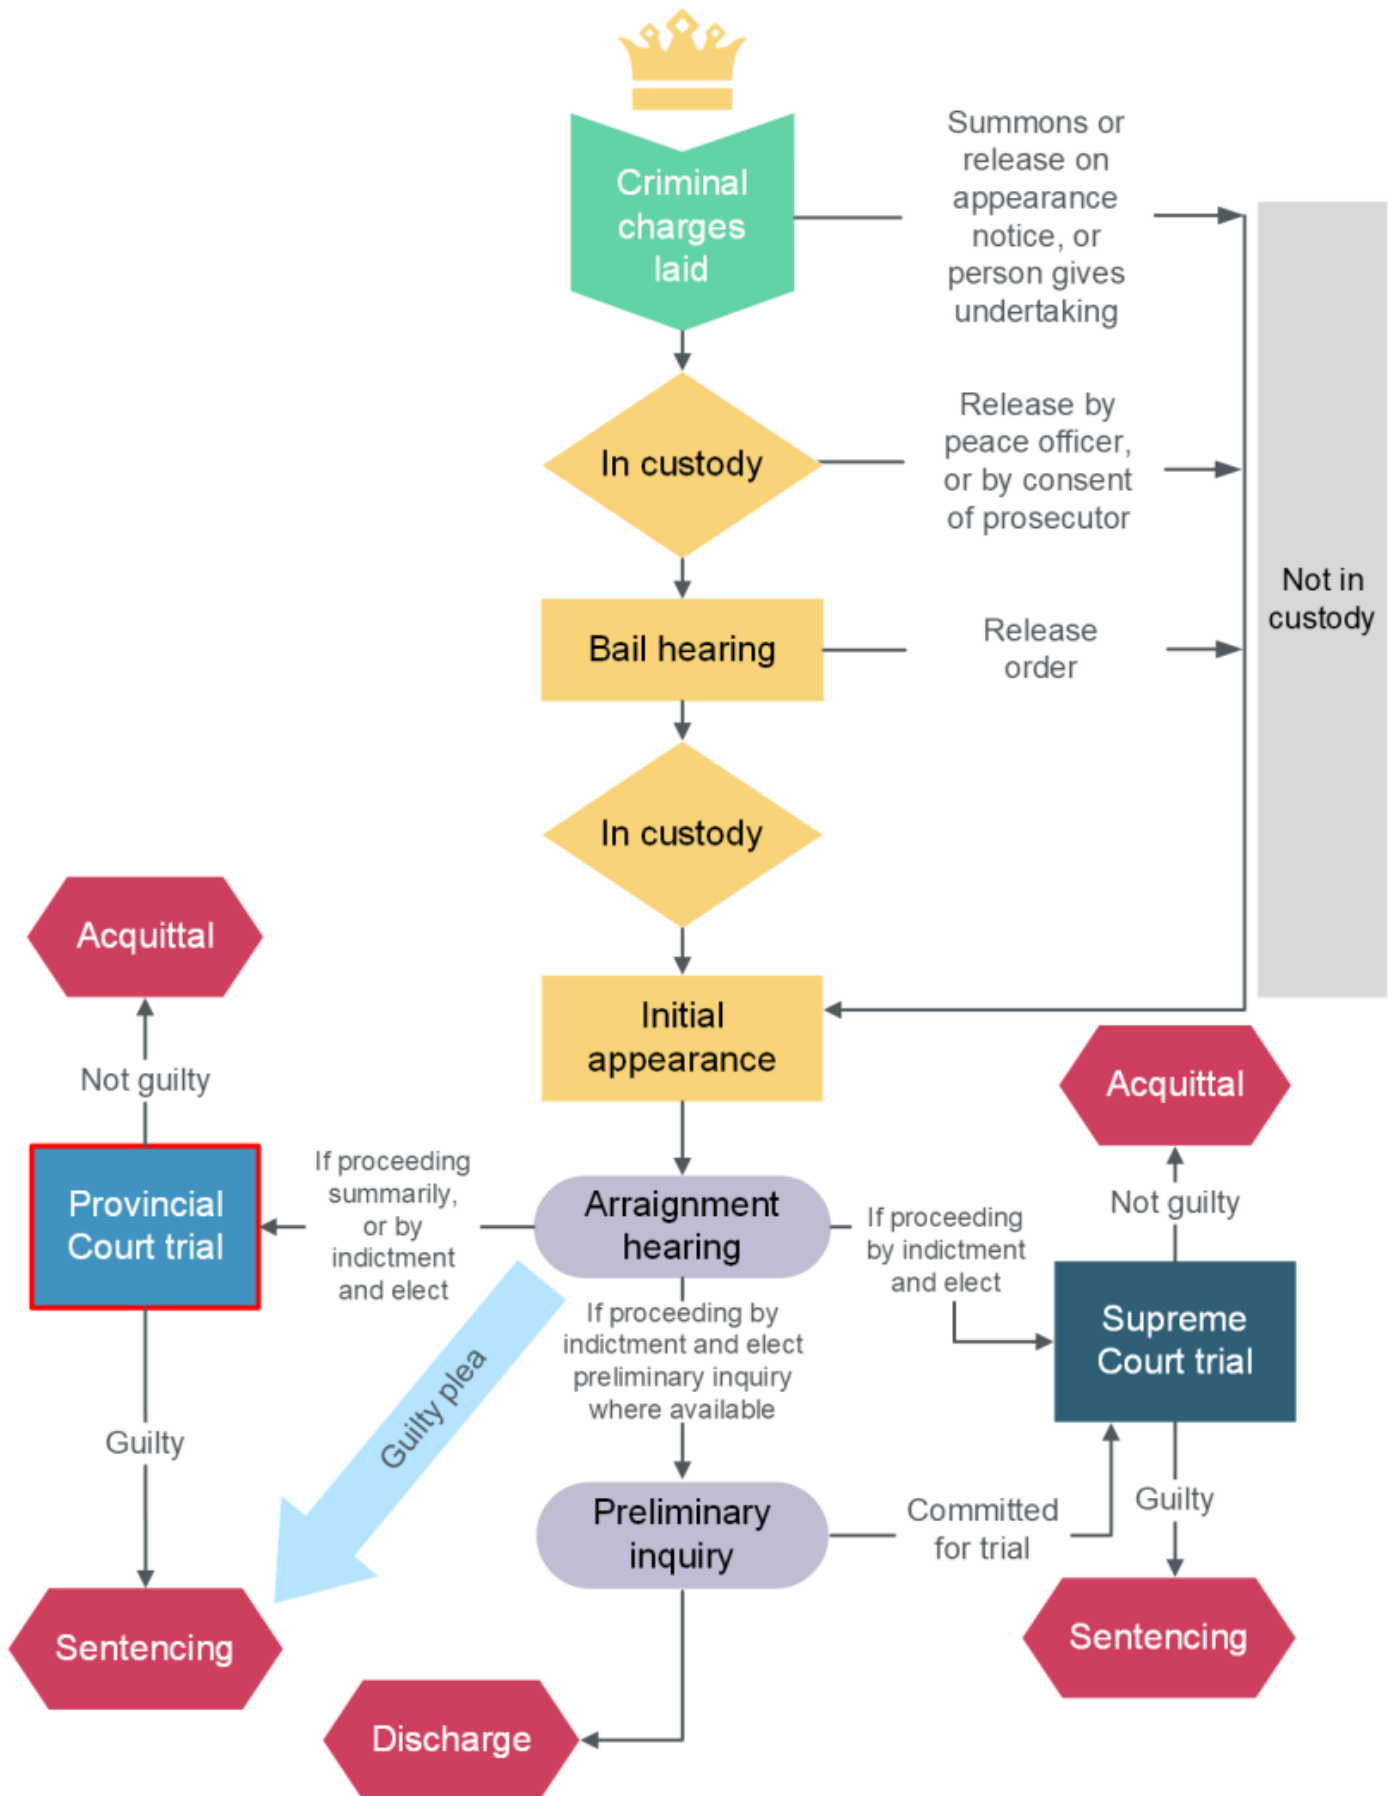 Criminal
charges
laid
Summons or
release on
appearance
notice, or
person gives
undertaking
In custody
Release by
peace officer,
or by consent
of prosecutor
Not in
custody
Bail hearing
Release
order
In custody
Initial
appearance
Acquittal
Not guilty
Provincial
Court trial
If proceeding
summarily,
or by
indictment
and elect
Arraignment
hearing
If proceeding
by indictment
and elect
Acquittal
Not guilty
Supreme
Court trial
If proceeding by
indictment and elect
preliminary inquiry
where available
Guilty plea
Guilty
Preliminary
inquiry
Committed
for trial
Guilty
Sentencing
Sentencing
Discharge